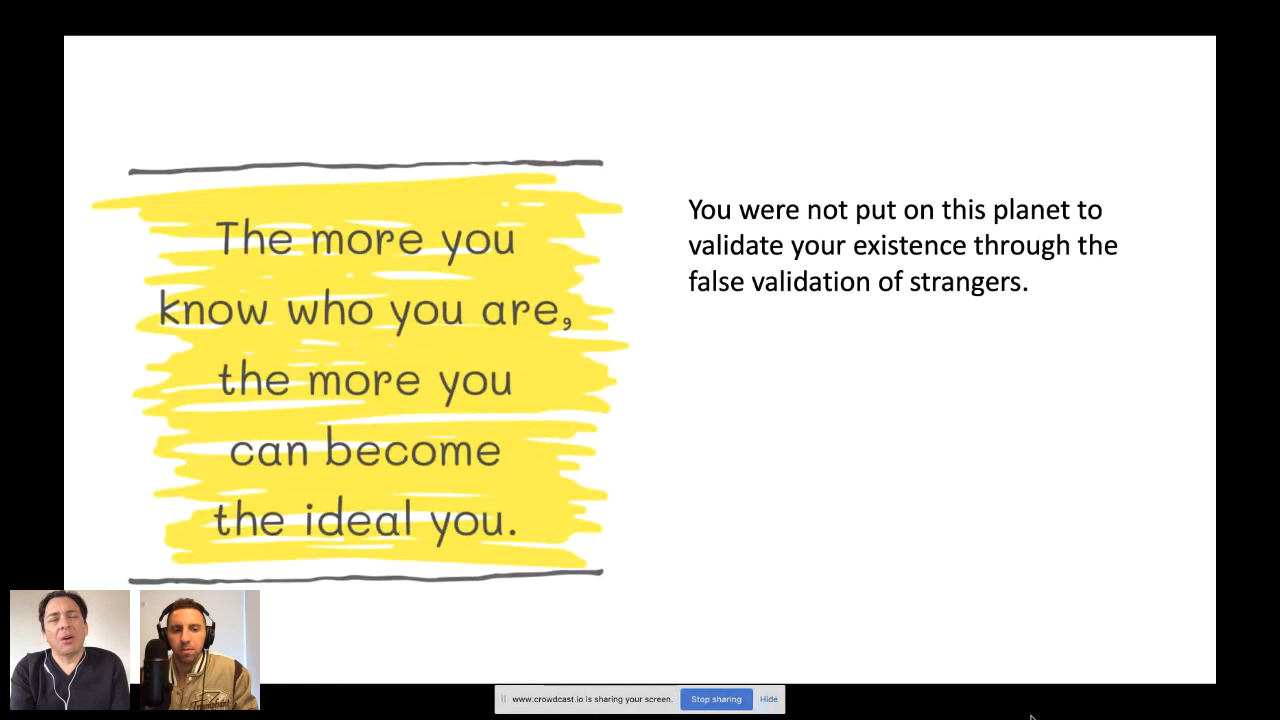 The more you
know who you are,
the more you
can become
the ideal you.
You were not put on this planet to
validate your existence through the
false validation of strangers.
www.crowdcast.io is sharing your screen. Stop sharing Hide